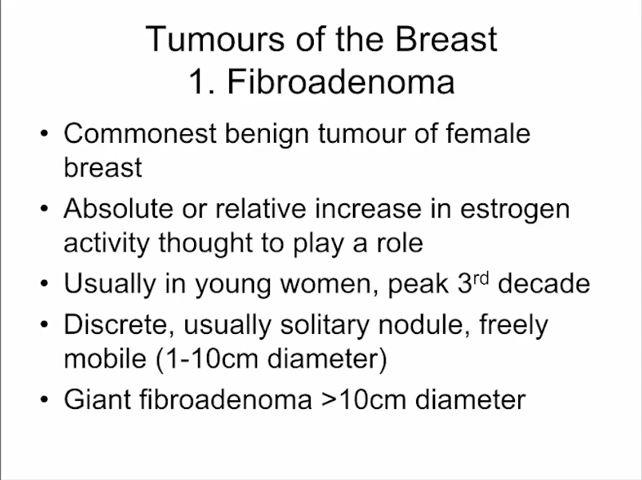 Tumours of the Breast
1. Fibroadenoma
• Commonest benign tumour of female
breast
• Absolute or relative increase in estrogen
activity thought to play a role
• Usually in young women, peak 3rd decade
• Discrete, usually solitary nodule, freely
mobile (1-10cm diameter)
• Giant fibroadenoma >10cm diameter